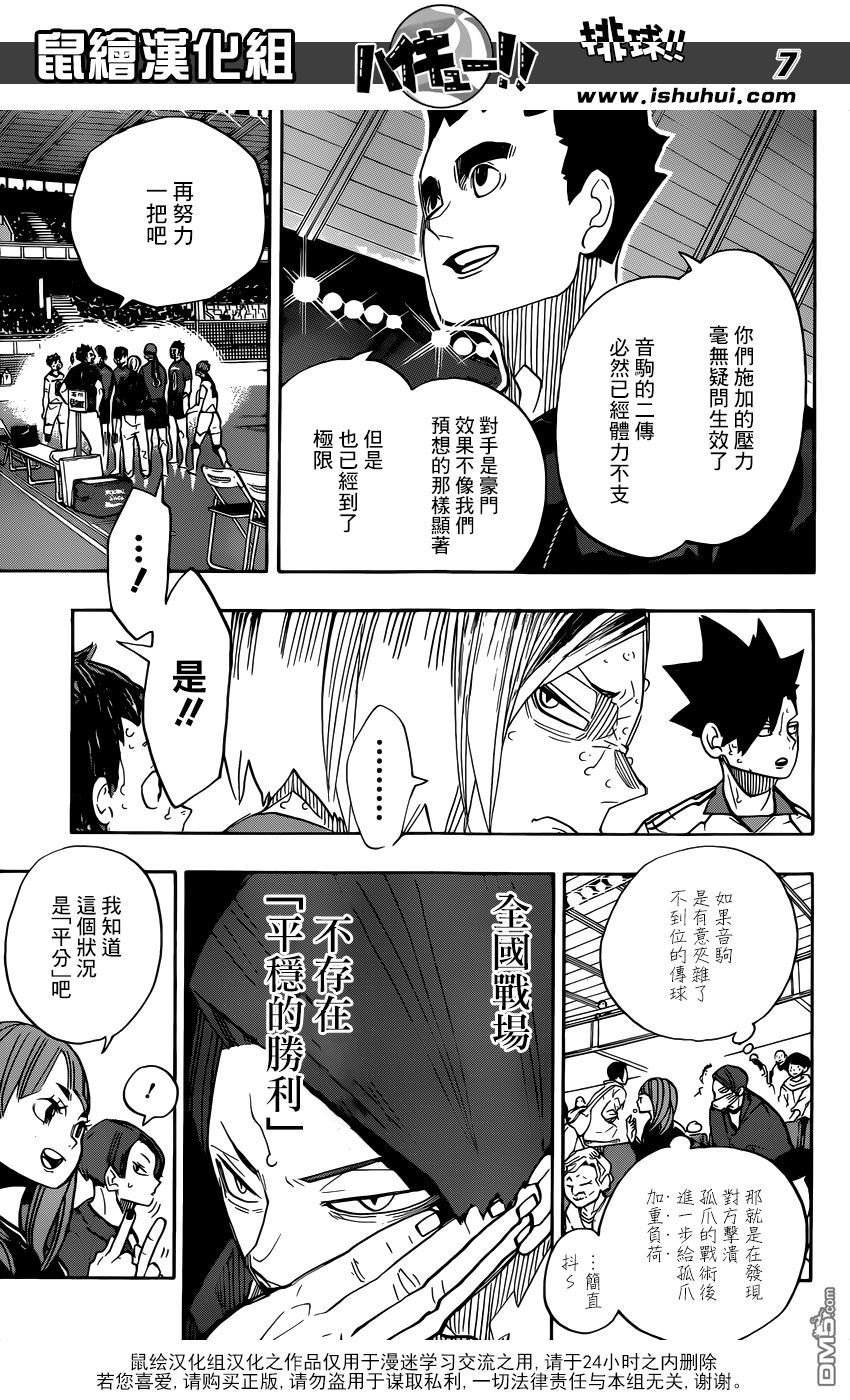 鼠繪漢化組
ハイキュー!!
排球!!
7
www.ishuhui.com
你們施加的壓力
毫無疑問生效了
音駒的二傳
必然已經體力不支
對手是豪門
效果不像我們
預想的那樣顯著
但是
也已經到了
極限
再努力
一把吧
…!
是!!
………
如果音駒
是有意夾雜了
不到位的傳球
那就是在發現
對方擊潰
孤爪的戰術後
進一步給孤爪
加重負荷
…簡直
抖S
全國戰場
不存在
「平穩的勝利」
我知道
這個狀況
是「平分」吧
!
DM5.com
鼠绘汉化组汉化之作品仅用于漫迷学习交流之用, 请于24小时之内删除
若您喜爱, 请购买正版, 请勿盗用于谋取私利, 一切法律责任与本组无关, 谢谢.